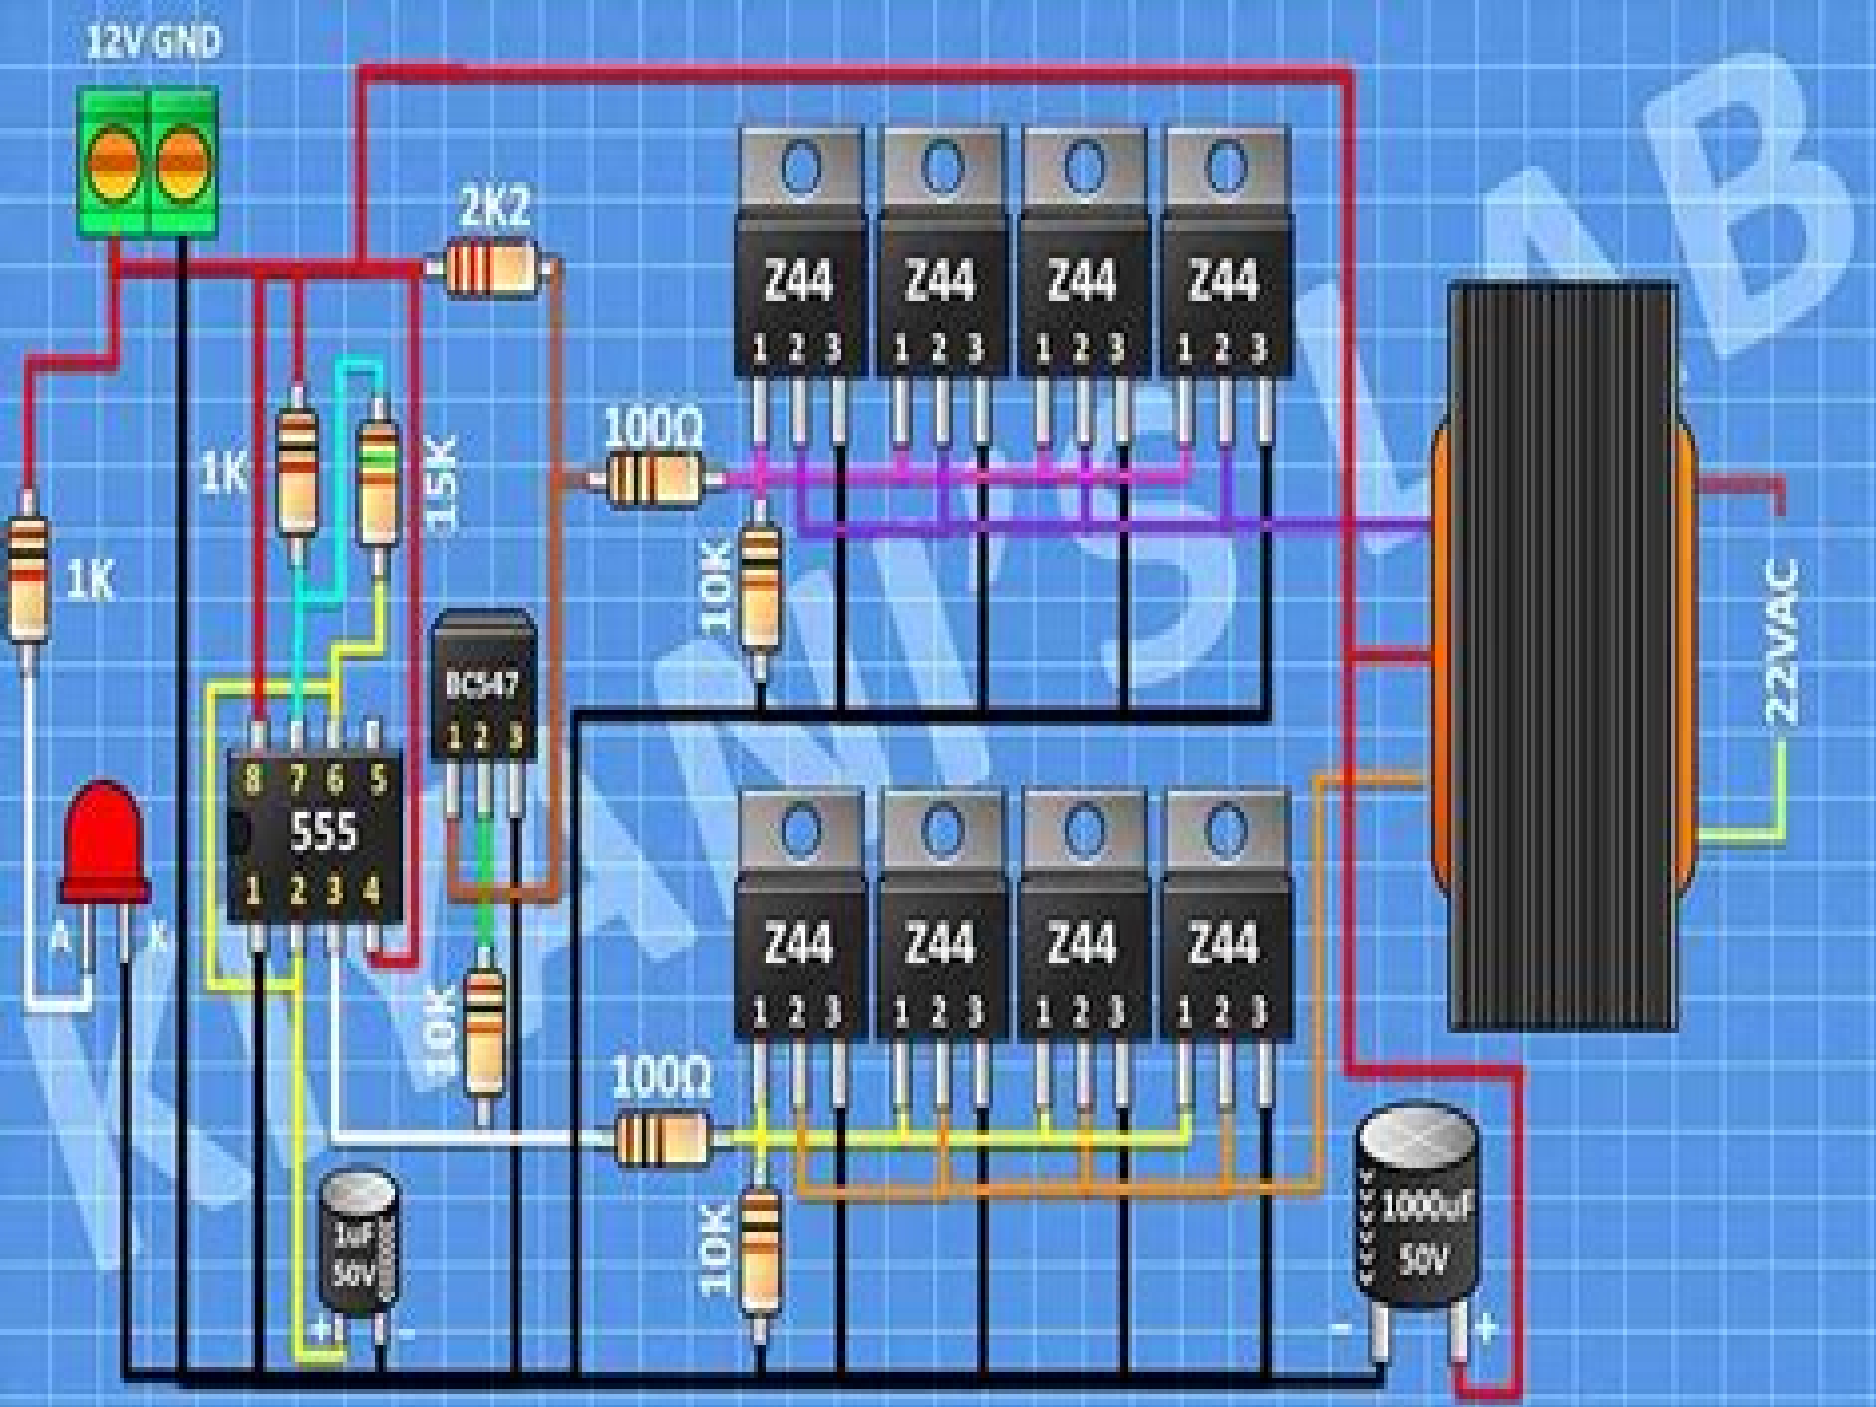 12V GND
2K2
Z44 Z44 Z44 Z44
1 2 3 1 2 3 1 2 3 1 2 3
100Ω
1K
15K
1K
10K
BC547
1 2 3
22VAC
8 7 6 5
555
1 2 3 4
A K
Z44 Z44 Z44 Z44
1 2 3 1 2 3 1 2 3 1 2 3
10K
100Ω
10K
1uF
50V
+ -
1000uF
50V
- +
KIYANI'S LAB